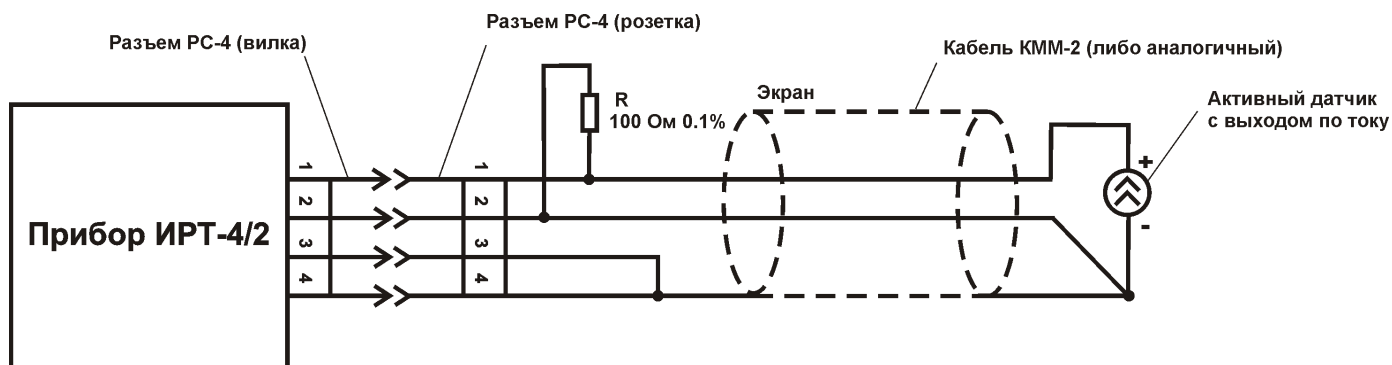 Разъем РС-4 (розетка)
Разъем РС-4 (вилка)
Кабель КММ-2 (либо аналогичный)
Экран
R
100 Ом 0.1%
Активный датчик
с выходом по току
Прибор ИРТ-4/2
1
2
3
4
1
2
3
4
+
-